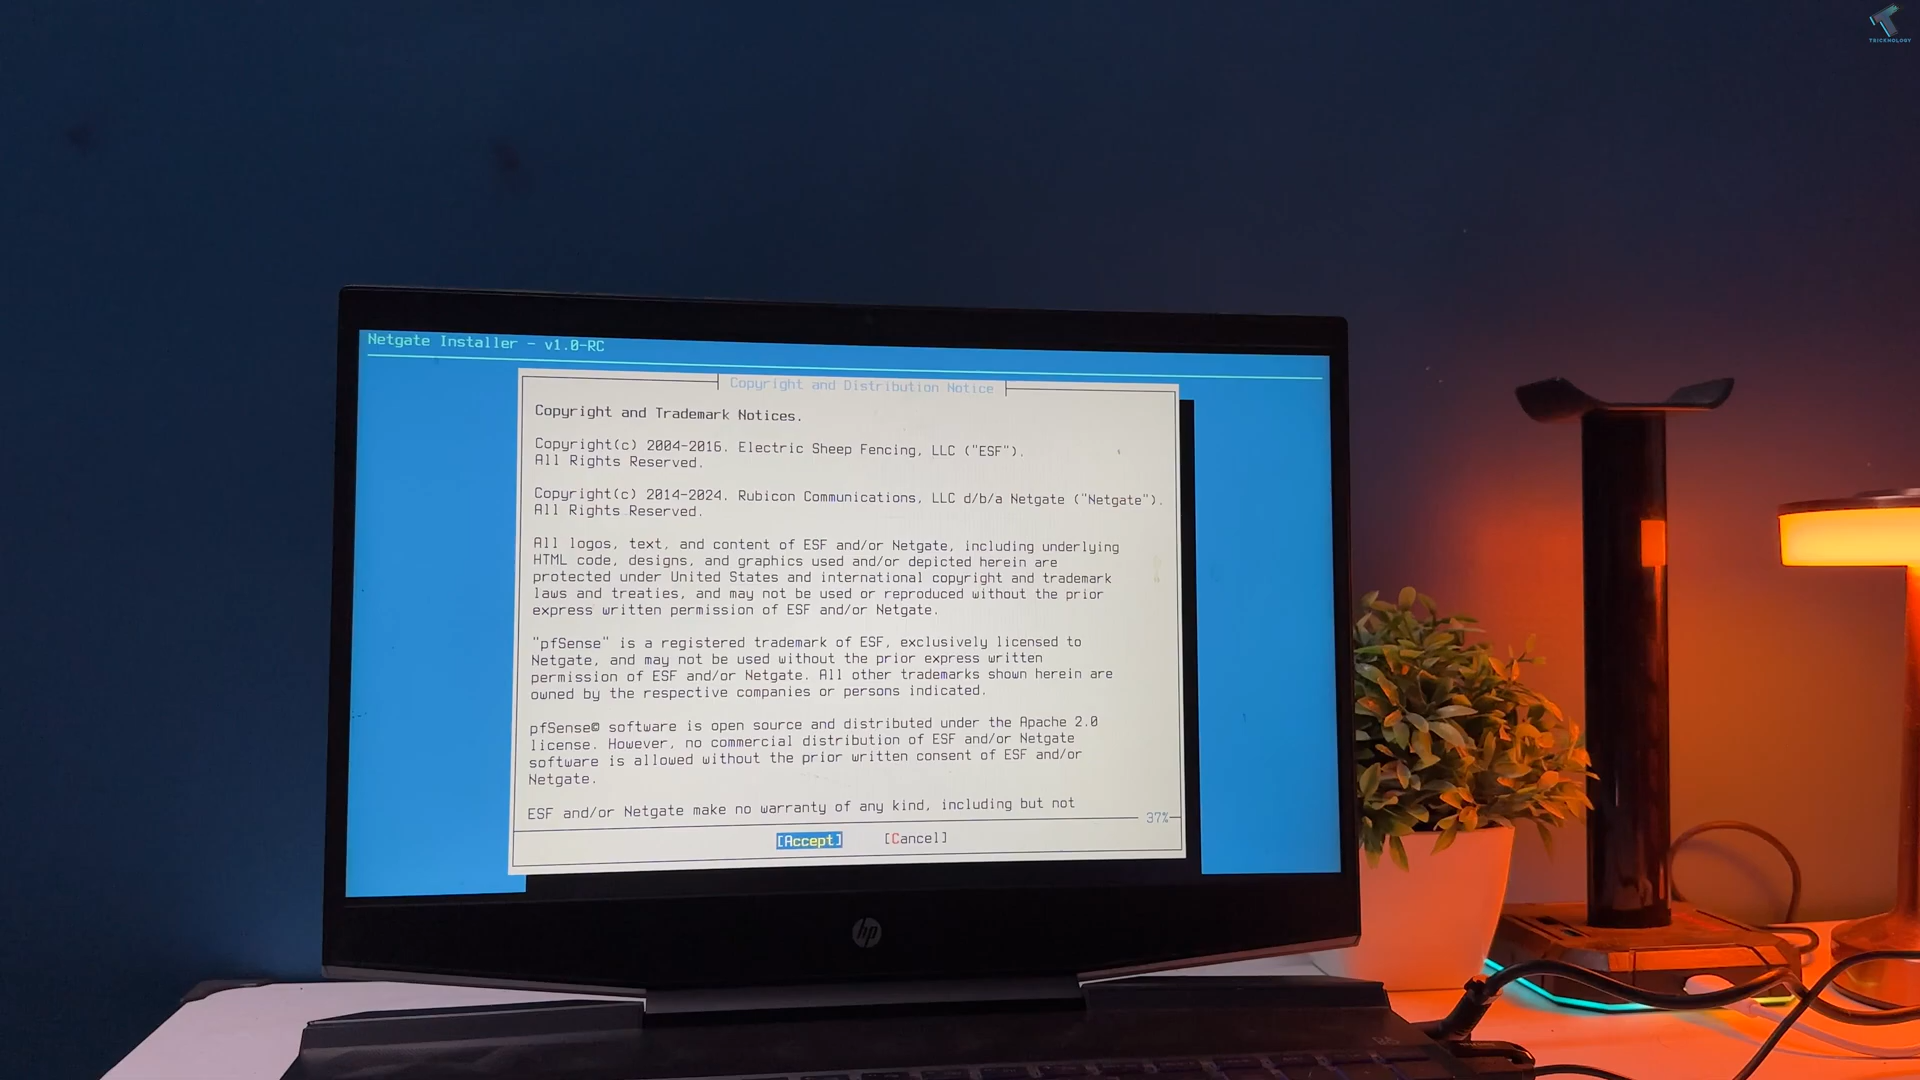 TRICKNOLOGY
Netgate Installer - v1.0-RC
Copyright and Distribution Notice
Copyright and Trademark Notices.
Copyright(c) 2004-2016. Electric Sheep Fencing, LLC ("ESF").
All Rights Reserved.
Copyright(c) 2014-2024. Rubicon Communications, LLC d/b/a Netgate ("Netgate").
All Rights Reserved.
All logos, text, and content of ESF and/or Netgate, including underlying
HTML code, designs, and graphics used and/or depicted herein are
protected under United States and international copyright and trademark
laws and treaties, and may not be used or reproduced without the prior
express written permission of ESF and/or Netgate.
"pfSense" is a registered trademark of ESF, exclusively licensed to
Netgate, and may not be used without the prior express written
permission of ESF and/or Netgate. All other trademarks shown herein are
owned by the respective companies or persons indicated.
pfSense© software is open source and distributed under the Apache 2.0
license. However, no commercial distribution of ESF and/or Netgate
software is allowed without the prior written consent of ESF and/or
Netgate.
ESF and/or Netgate make no warranty of any kind, including but not
37%
[Accept] [Cancel]
hp